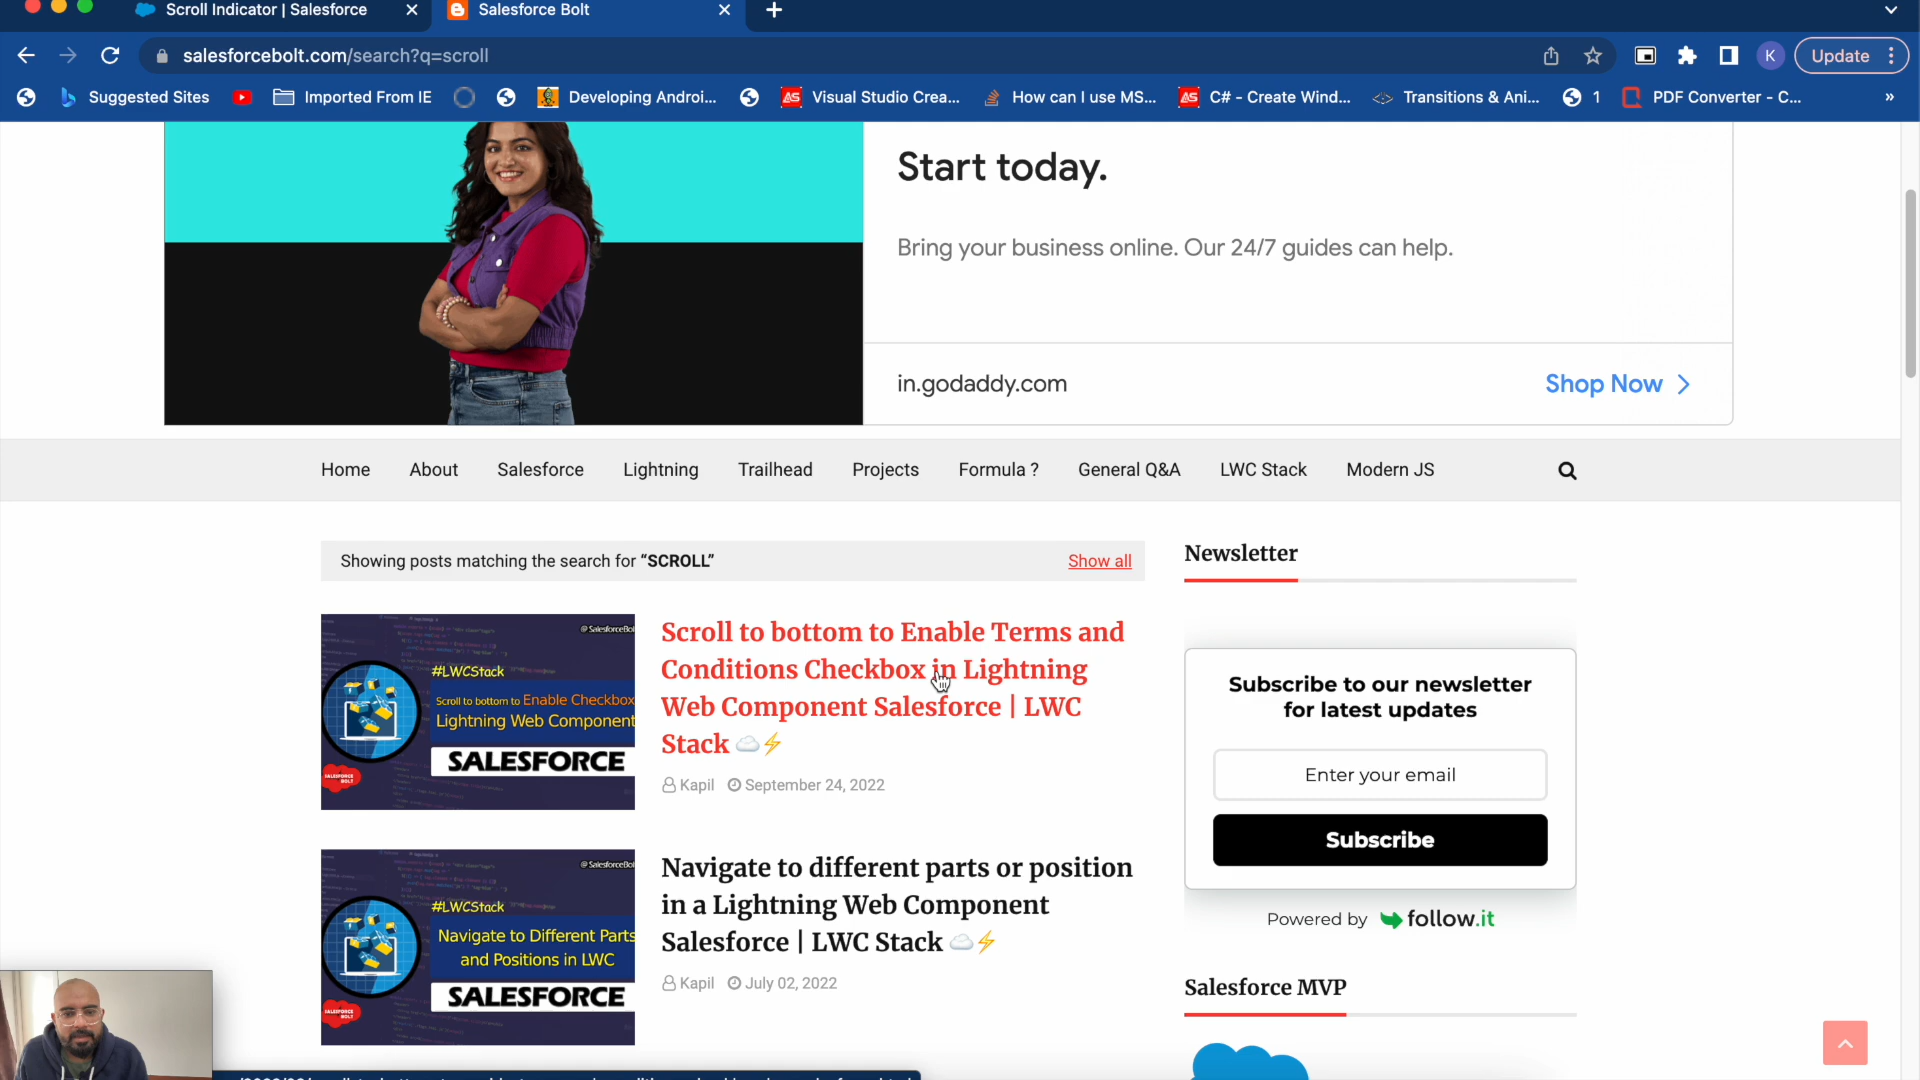 Scroll Indicator | Salesforce
Salesforce Bolt
salesforcebolt.com/search?q=scroll
K
Update
Suggested Sites
Imported From IE
Developing Androi...
Visual Studio Crea...
How can I use MS...
C# - Create Wind...
Transitions & Ani...
1
PDF Converter - C...
»
Start today.
Bring your business online. Our 24/7 guides can help.
in.godaddy.com
Shop Now
Home
About
Salesforce
Lightning
Trailhead
Projects
Formula ?
General Q&A
LWC Stack
Modern JS
Showing posts matching the search for “SCROLL”
Show all
@SalesforceBol
#LWCStack
Scroll to bottom to Enable Checkbox
Lightning Web Component
SALESFORCE
SALESFORCE
BOLT
Scroll to bottom to Enable Terms and
Conditions Checkbox in Lightning
Web Component Salesforce | LWC
Stack ☁️⚡
Kapil
September 24, 2022
@SalesforceBol
#LWCStack
Navigate to Different Parts
and Positions in LWC
SALESFORCE
SALESFORCE
BOLT
Navigate to different parts or position
in a Lightning Web Component
Salesforce | LWC Stack ☁️⚡
Kapil
July 02, 2022
Newsletter
Subscribe to our newsletter
for latest updates
Enter your email
Subscribe
Powered by follow.it
Salesforce MVP